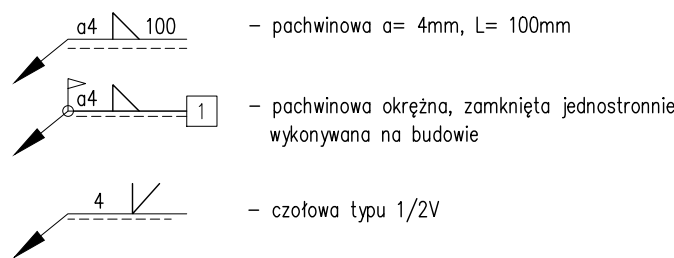 a4 100 – pachwinowa a= 4mm, L= 100mm
a4 1 – pachwinowa okrężna, zamknięta jednostronnie
wykonywana na budowie
4 – czołowa typu 1/2V